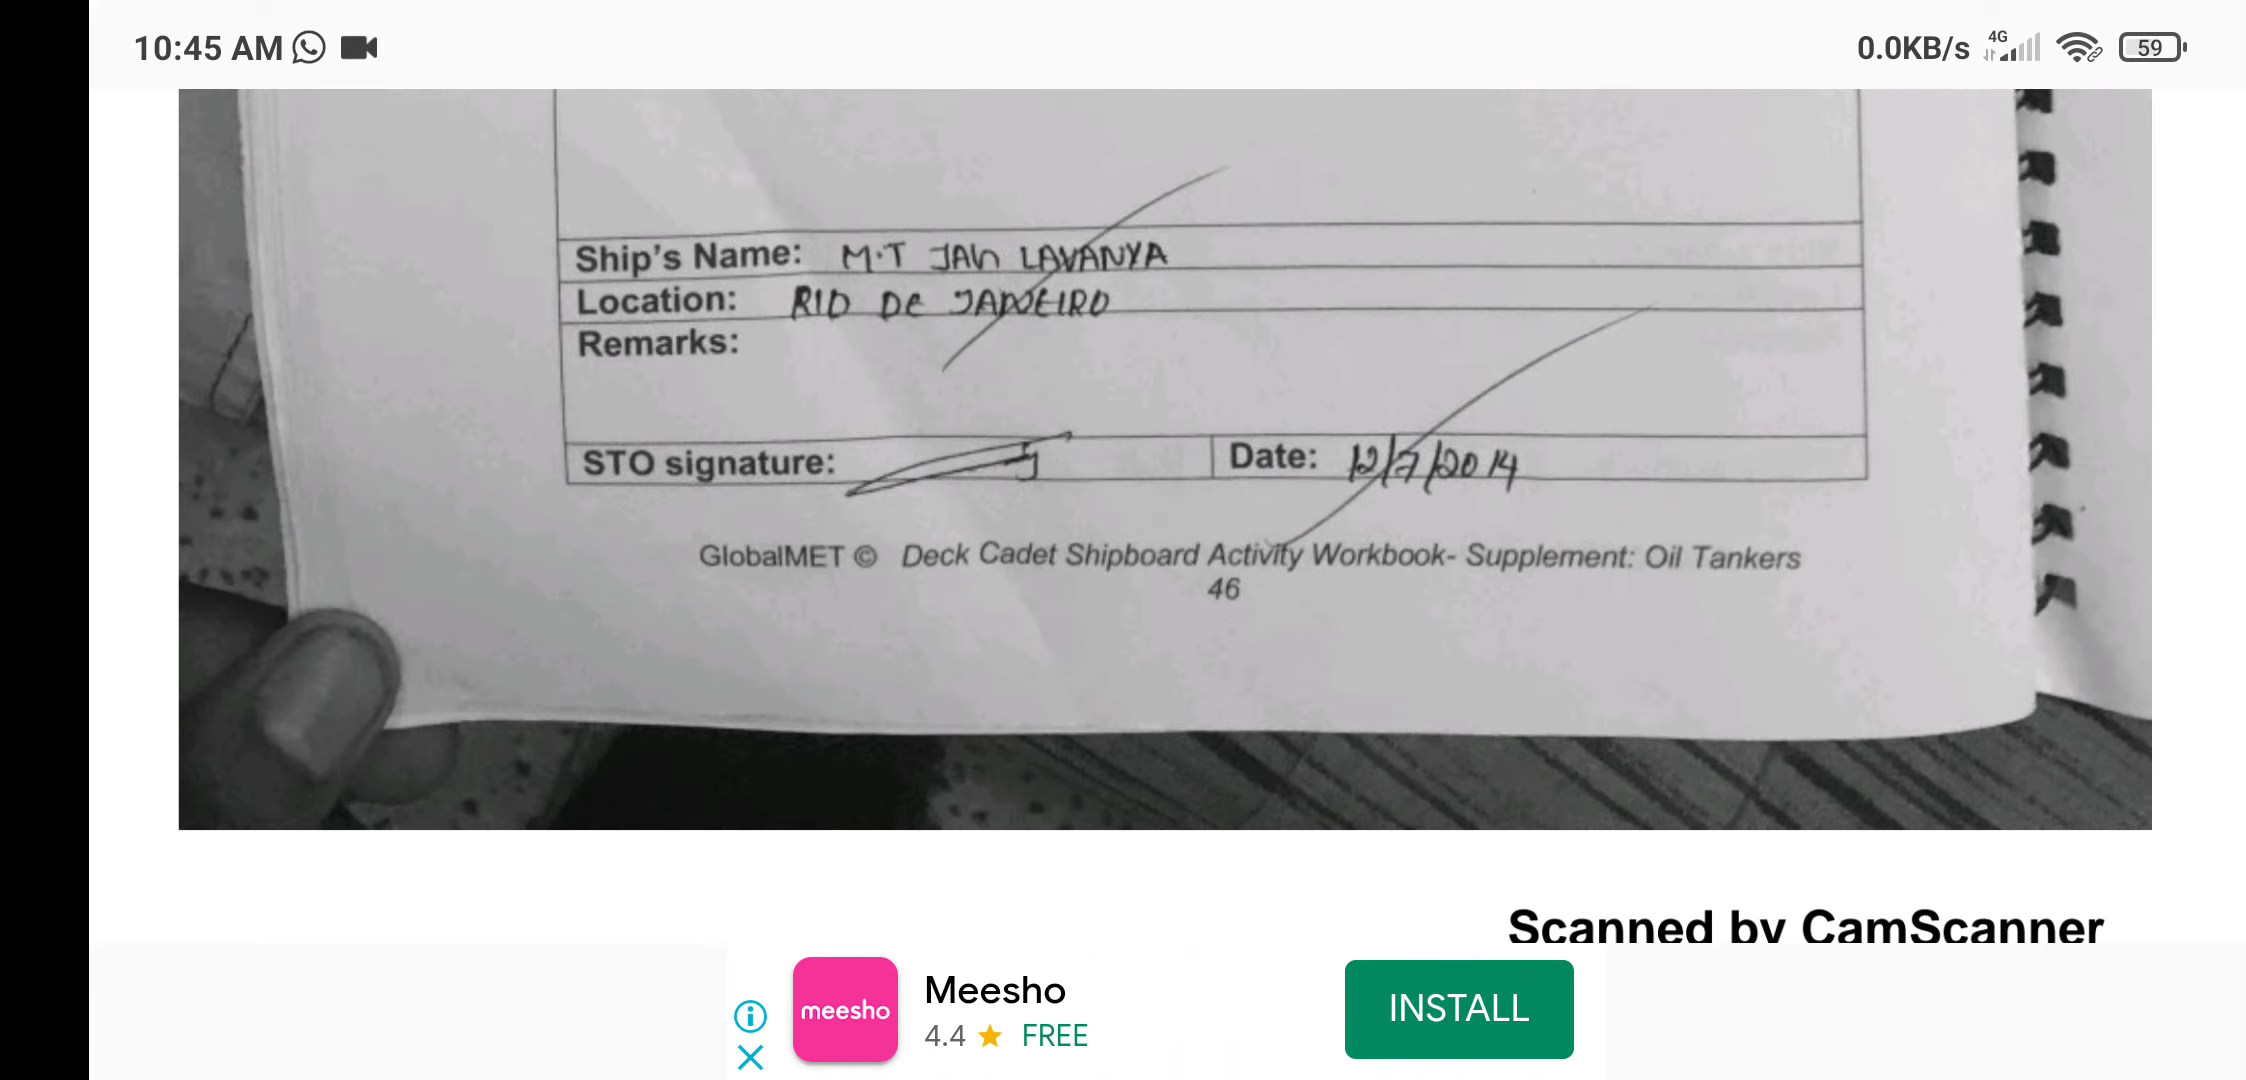 10:45 AM
0.0KB/s 4G 59
Ship's Name: M.T JAG LAVANYA
Location: RIO DE JANEIRO
Remarks:
STO signature:
Date: 12/7/2014
GlobalMET © Deck Cadet Shipboard Activity Workbook- Supplement: Oil Tankers
46
Scanned by CamScanner
meesho
Meesho
4.4 ★ FREE
INSTALL